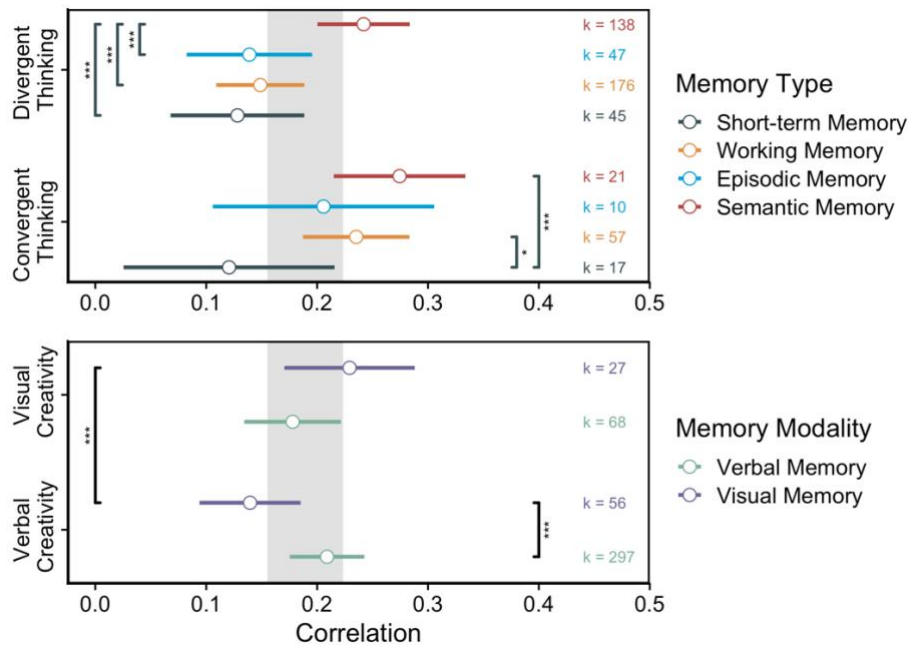 Divergent
Thinking
***
***
***
k = 138
k = 47
k = 176
k = 45
Convergent
Thinking
k = 21
k = 10
k = 57
k = 17
*
***
0.0 0.1 0.2 0.3 0.4 0.5
Memory Type
Short-term Memory
Working Memory
Episodic Memory
Semantic Memory
Visual
Creativity
k = 27
k = 68
***
Verbal
Creativity
k = 56
k = 297
***
0.0 0.1 0.2 0.3 0.4 0.5
Correlation
Memory Modality
Verbal Memory
Visual Memory